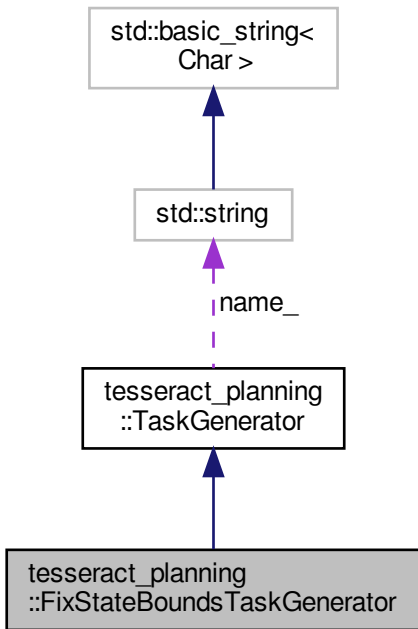 std::basic_string<
Char >
std::string
name_
tesseract_planning
::TaskGenerator
tesseract_planning
::FixStateBoundsTaskGenerator